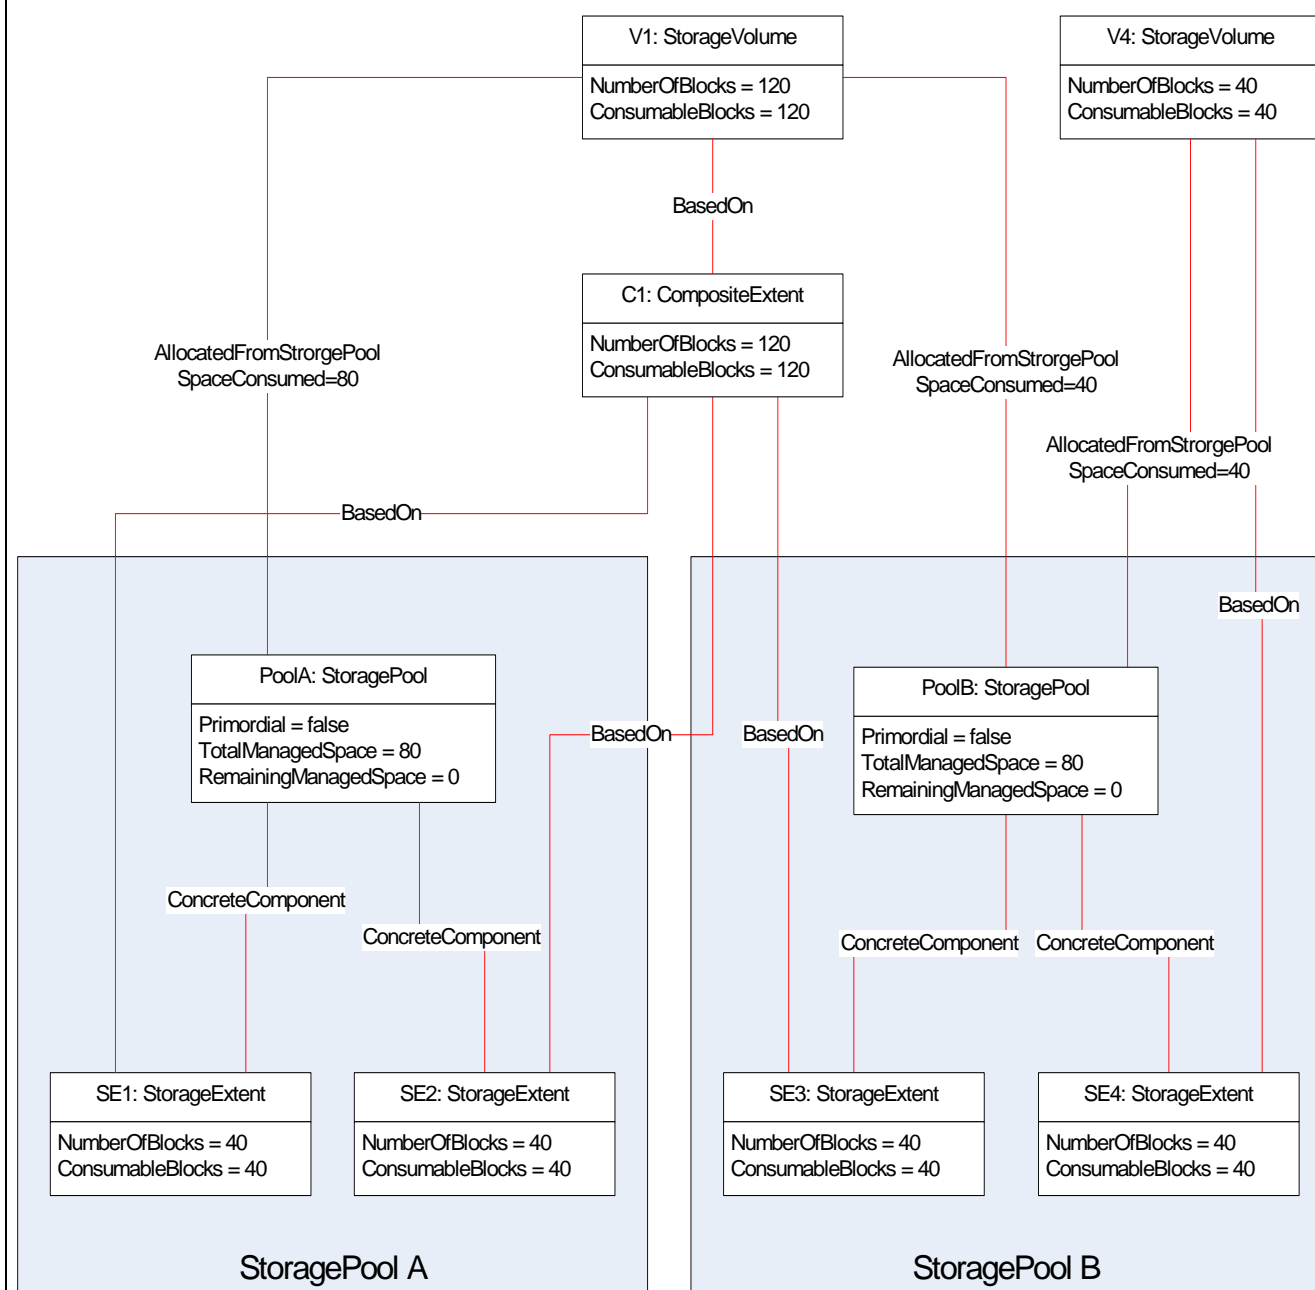 V1: StorageVolume
NumberOfBlocks = 120
ConsumableBlocks = 120
V4: StorageVolume
NumberOfBlocks = 40
ConsumableBlocks = 40
BasedOn
C1: CompositeExtent
NumberOfBlocks = 120
ConsumableBlocks = 120
AllocatedFromStrorgePool
SpaceConsumed=80
AllocatedFromStrorgePool
SpaceConsumed=40
AllocatedFromStrorgePool
SpaceConsumed=40
BasedOn
BasedOn
PoolA: StoragePool
Primordial = false
TotalManagedSpace = 80
RemainingManagedSpace = 0
BasedOn
BasedOn
PoolB: StoragePool
Primordial = false
TotalManagedSpace = 80
RemainingManagedSpace = 0
ConcreteComponent
ConcreteComponent
ConcreteComponent
ConcreteComponent
SE1: StorageExtent
NumberOfBlocks = 40
ConsumableBlocks = 40
SE2: StorageExtent
NumberOfBlocks = 40
ConsumableBlocks = 40
SE3: StorageExtent
NumberOfBlocks = 40
ConsumableBlocks = 40
SE4: StorageExtent
NumberOfBlocks = 40
ConsumableBlocks = 40
StoragePool A
StoragePool B